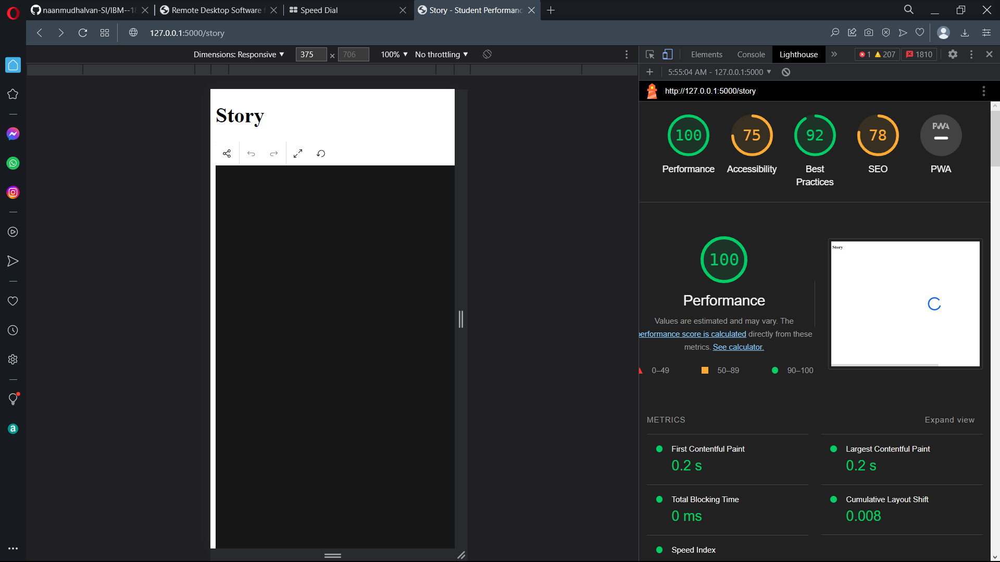 naanmudhalvan-SI/IBM--1
Remote Desktop Software
Speed Dial
Story - Student Performanc
127.0.0.1:5000/story
Dimensions: Responsive ▼ 375 × 706 100% ▼ No throttling ▼
Elements Console Lighthouse » 1 207 1810
5:55:04 AM - 127.0.0.1:5000 ▼
http://127.0.0.1:5000/story
Story
100 75 92 78 PWA
Performance Accessibility Best Practices SEO PWA
Story
100
Performance
Values are estimated and may vary. The
performance score is calculated directly from these
metrics. See calculator.
0–49 50–89 90–100
METRICS Expand view
First Contentful Paint Largest Contentful Paint
0.2 s 0.2 s
Total Blocking Time Cumulative Layout Shift
0 ms 0.008
Speed Index
a